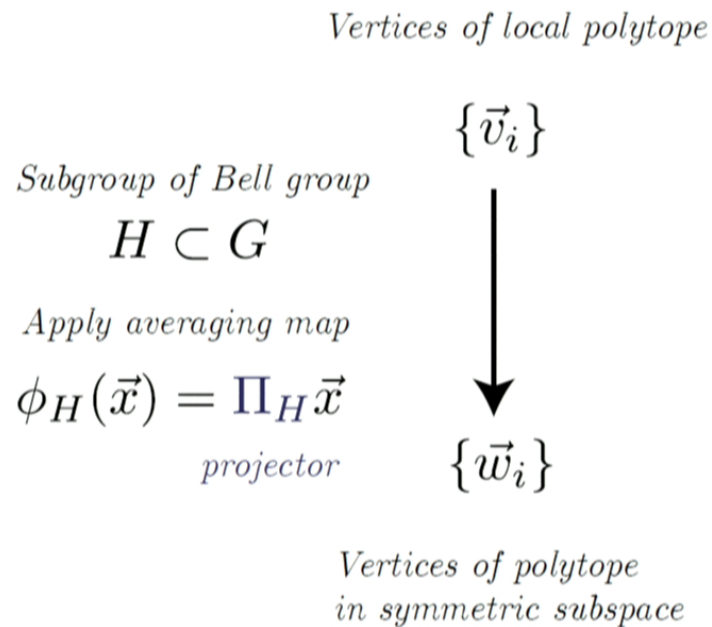 Vertices of local polytope
{v⃗ᵢ}
Subgroup of Bell group
H ⊂ G
Apply averaging map
ϕ_H(x⃗) = Π_H x⃗
projector
{w⃗ᵢ}
Vertices of polytope
in symmetric subspace